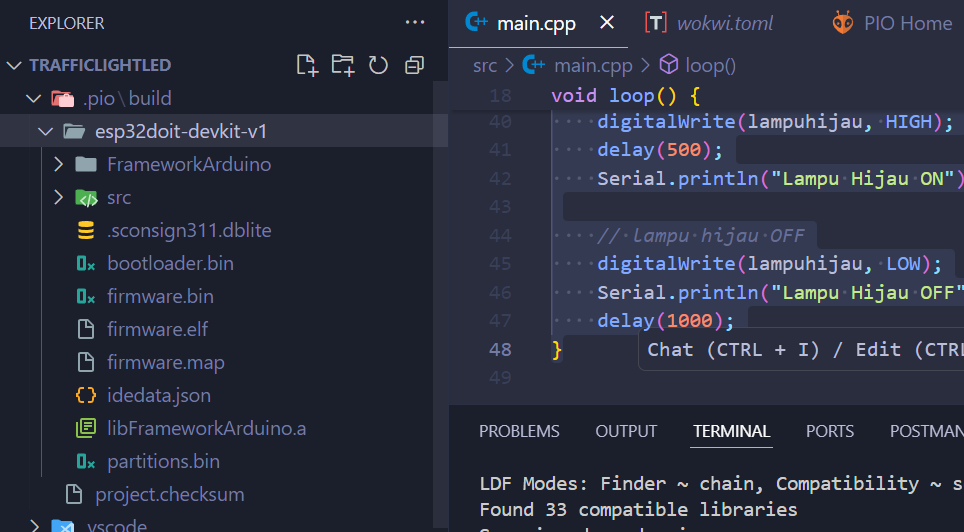 EXPLORER
TRAFFICLIGHTLED
.pio\build
esp32doit-devkit-v1
FrameworkArduino
src
.sconsign311.dblite
bootloader.bin
firmware.bin
firmware.elf
firmware.map
idedata.json
libFrameworkArduino.a
partitions.bin
project.checksum
.vscode
main.cpp
wokwi.toml
PIO Home
src > main.cpp > loop()
18 void loop() {
40 ····digitalWrite(lampuhijau,·HIGH);
41 ····delay(500);
42 ····Serial.println("Lampu·Hijau·ON")
43
44 ····//·lampu·hijau·OFF
45 ····digitalWrite(lampuhijau,·LOW);
46 ····Serial.println("Lampu·Hijau·OFF"
47 ····delay(1000);
48 }
Chat (CTRL + I) / Edit (CTRL
49
PROBLEMS OUTPUT TERMINAL PORTS POSTMAN
LDF Modes: Finder ~ chain, Compatibility ~ s
Found 33 compatible libraries